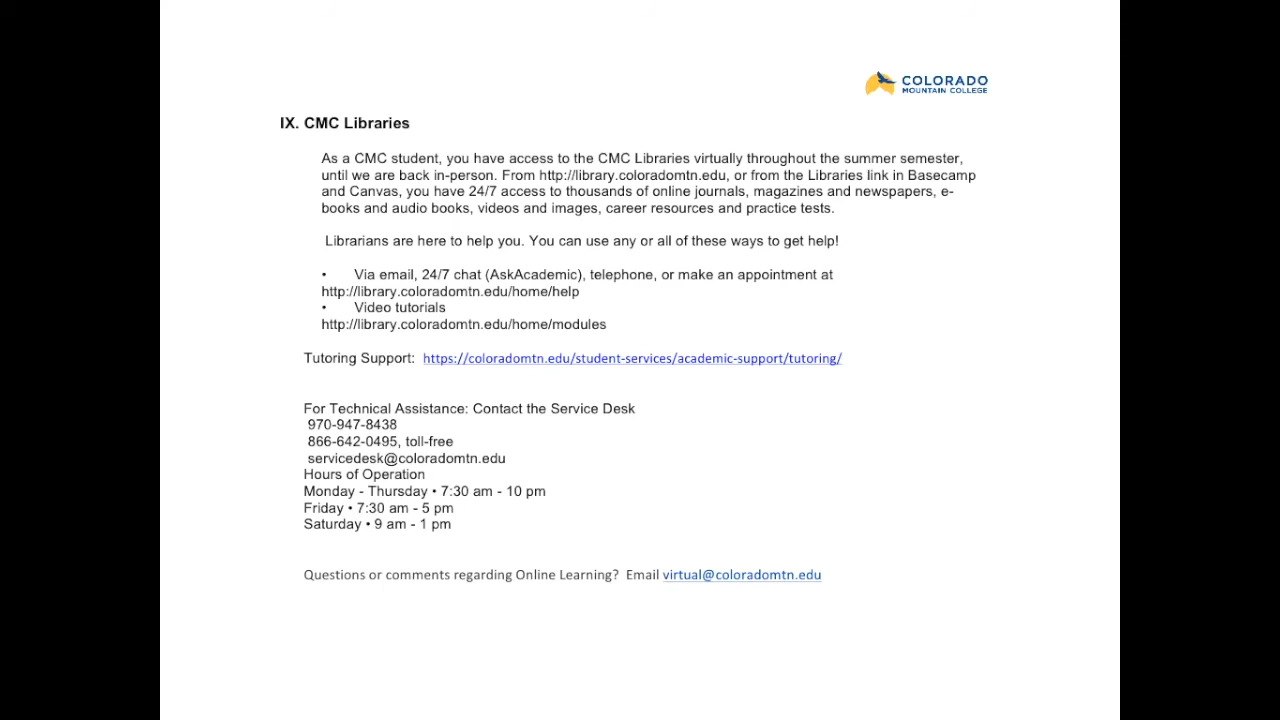 COLORADO
MOUNTAIN COLLEGE
IX. CMC Libraries
As a CMC student, you have access to the CMC Libraries virtually throughout the summer semester,
until we are back in-person. From http://library.coloradomtn.edu, or from the Libraries link in Basecamp
and Canvas, you have 24/7 access to thousands of online journals, magazines and newspapers, e-
books and audio books, videos and images, career resources and practice tests.
Librarians are here to help you. You can use any or all of these ways to get help!
• Via email, 24/7 chat (AskAcademic), telephone, or make an appointment at
http://library.coloradomtn.edu/home/help
• Video tutorials
http://library.coloradomtn.edu/home/modules
Tutoring Support: https://coloradomtn.edu/student-services/academic-support/tutoring/
For Technical Assistance: Contact the Service Desk
970-947-8438
866-642-0495, toll-free
servicedesk@coloradomtn.edu
Hours of Operation
Monday - Thursday • 7:30 am - 10 pm
Friday • 7:30 am - 5 pm
Saturday • 9 am - 1 pm
Questions or comments regarding Online Learning? Email virtual@coloradomtn.edu